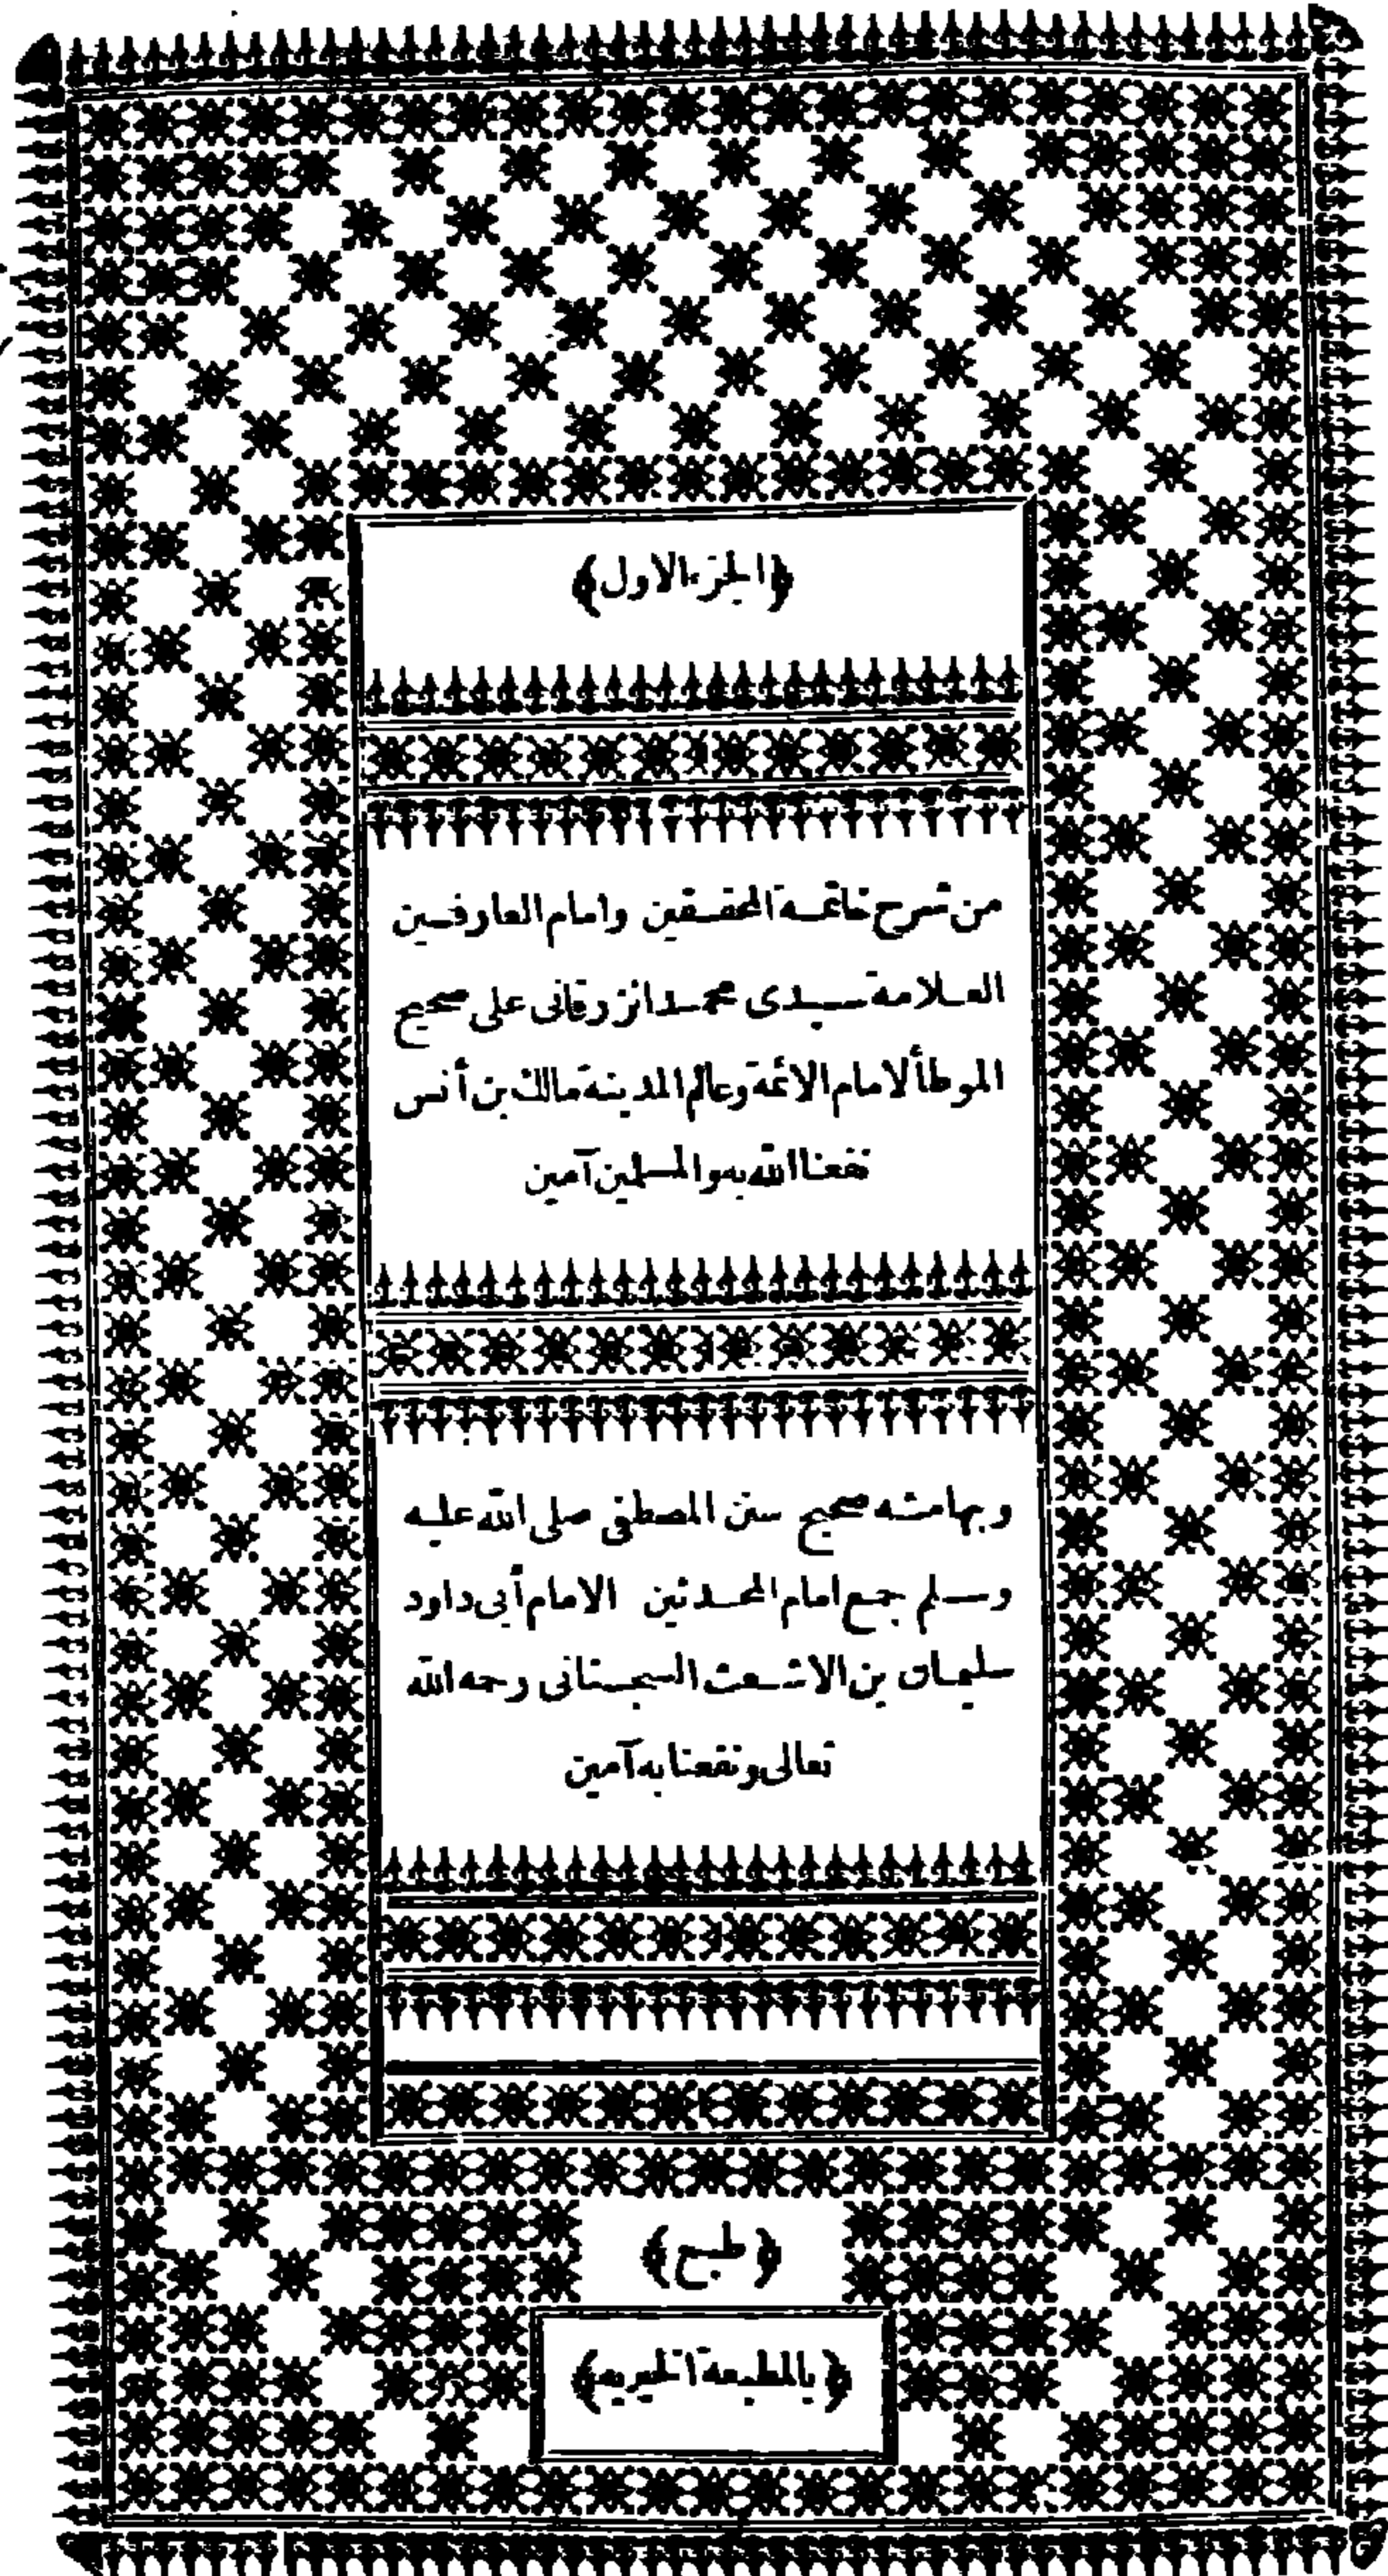 ﴿الجزء الاول﴾
من شرح خاتمة المحققين وامام العارفين
العلامة سيدى محمد الزرقانى على صحيح
الموطأ لامام الائمة وعالم المدينة مالك بن أنس
نفعنا الله به والمسلمين آمين
وبهامشه صحيح سنن المصطفى صلى الله عليه
وسلم جمع امام المحدثين الامام أبى داود
سليمان بن الاشعث السجستانى رحمه الله
تعالى ونفعنا به آمين
﴿طبع﴾
﴿بالمطبعة الخيرية﴾